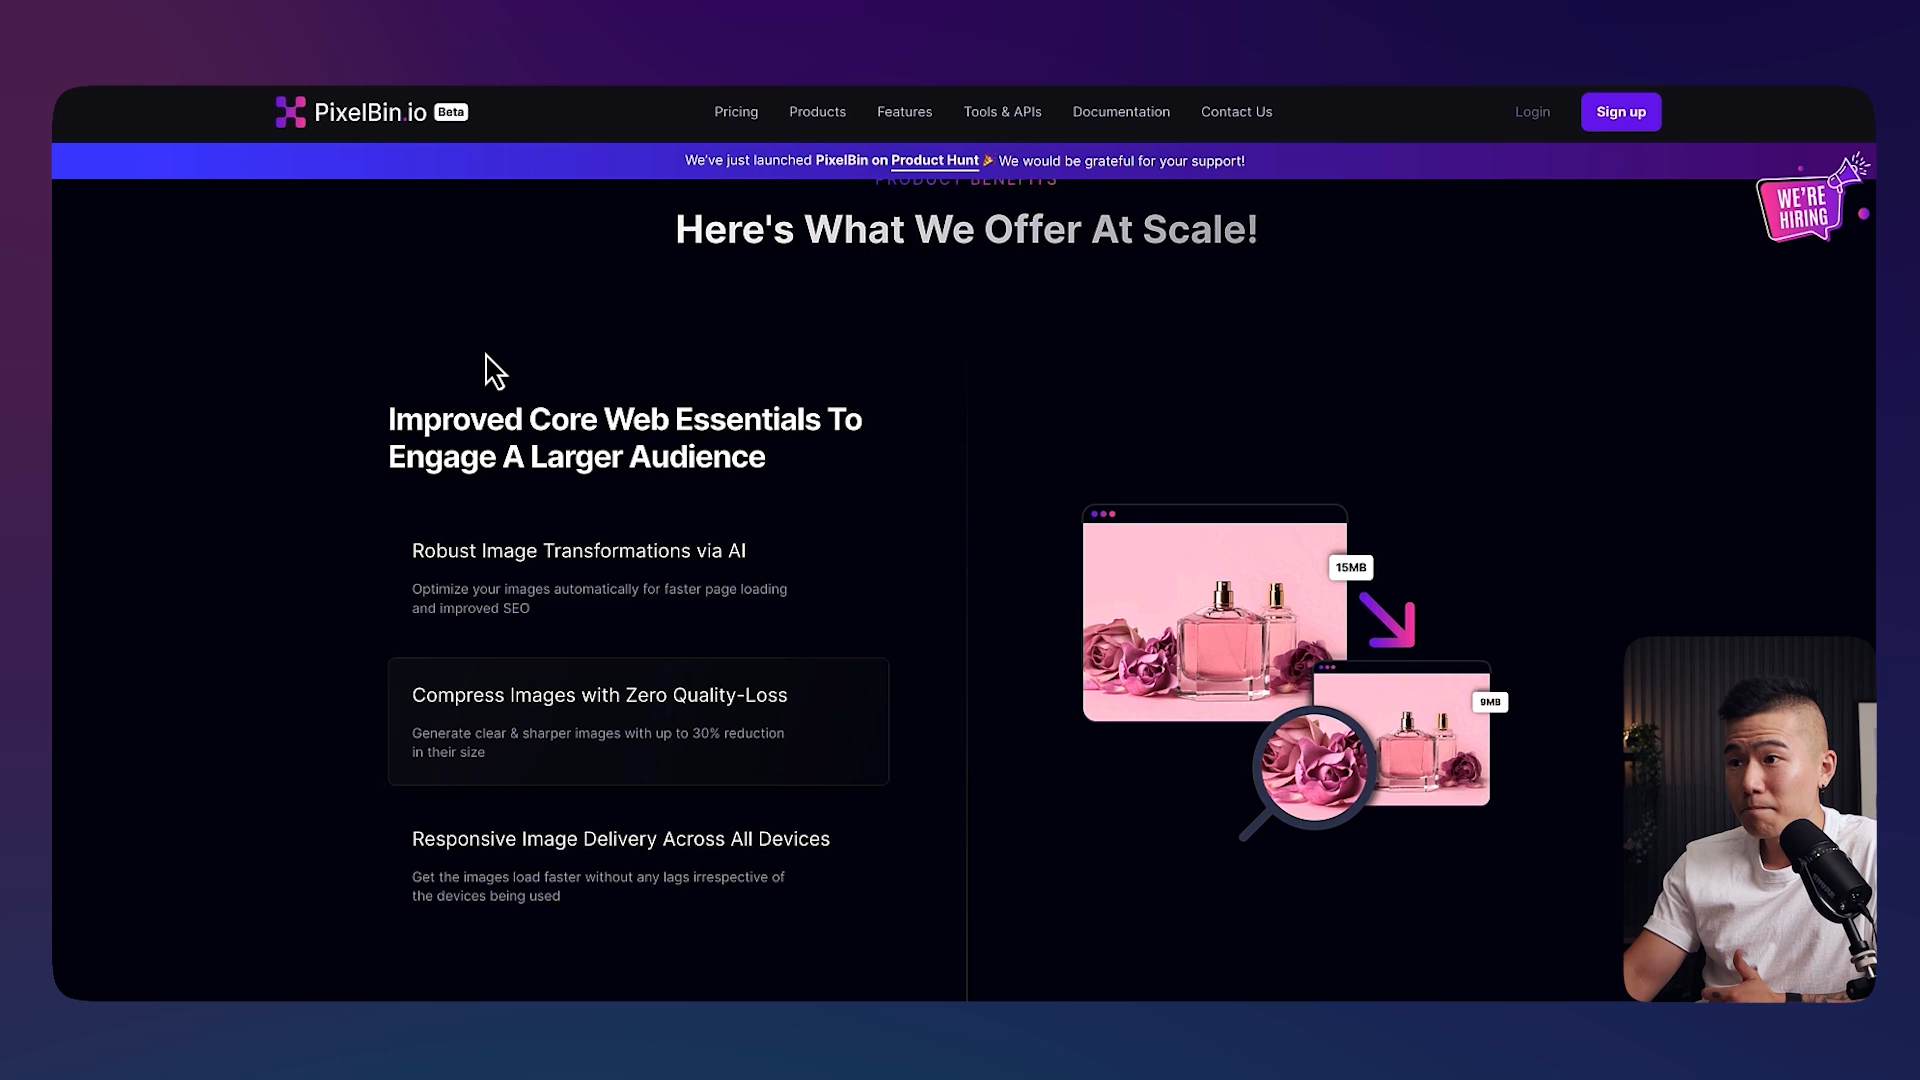 PixelBin.io Beta
Pricing Products Features Tools & APIs Documentation Contact Us Login Sign up
We've just launched PixelBin on Product Hunt 🎉 We would be grateful for your support!
PRODUCT BENEFITS
WE'RE
HIRING
Here's What We Offer At Scale!
Improved Core Web Essentials To
Engage A Larger Audience
Robust Image Transformations via AI
Optimize your images automatically for faster page loading
and improved SEO
Compress Images with Zero Quality-Loss
Generate clear & sharper images with up to 30% reduction
in their size
Responsive Image Delivery Across All Devices
Get the images load faster without any lags irrespective of
the devices being used
15MB
9MB